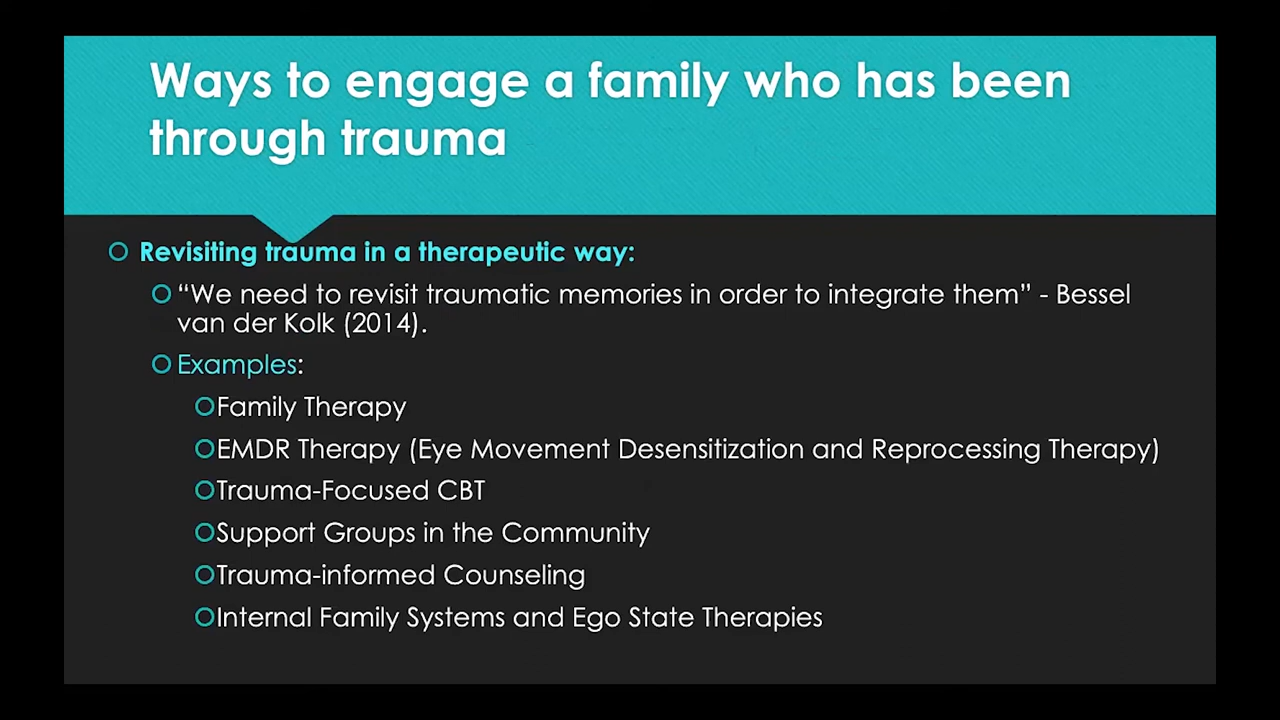 Ways to engage a family who has been
through trauma
Revisiting trauma in a therapeutic way:
“We need to revisit traumatic memories in order to integrate them” - Bessel
van der Kolk (2014).
Examples:
Family Therapy
EMDR Therapy (Eye Movement Desensitization and Reprocessing Therapy)
Trauma-Focused CBT
Support Groups in the Community
Trauma-informed Counseling
Internal Family Systems and Ego State Therapies